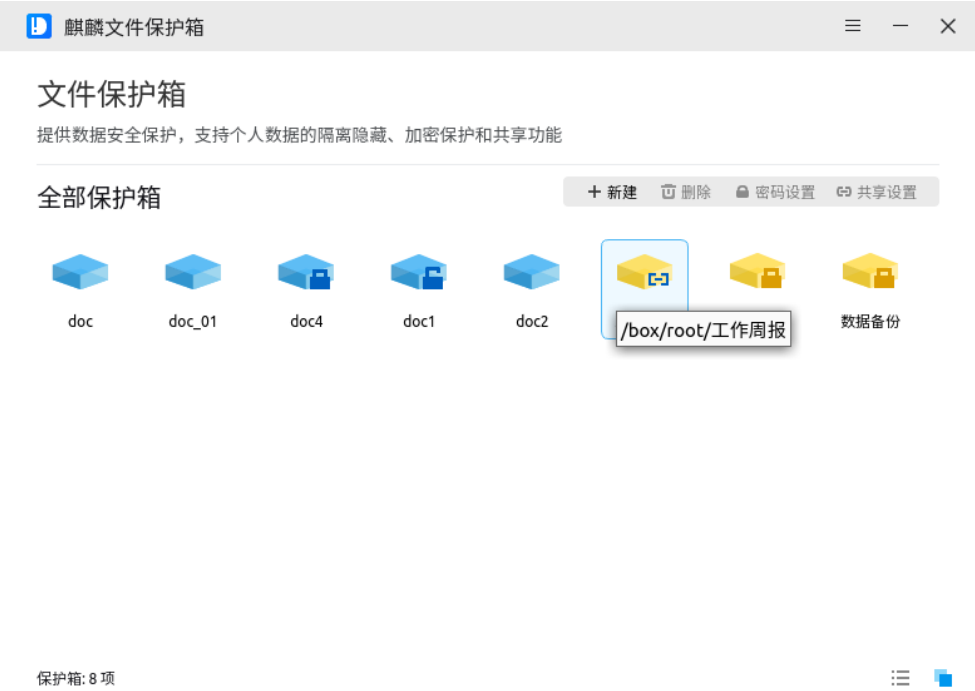 麒麟文件保护箱
文件保护箱
提供数据安全保护，支持个人数据的隔离隐藏、加密保护和共享功能
全部保护箱
新建 删除 密码设置 共享设置
doc doc_01 doc4 doc1 doc2 数据备份
/box/root/工作周报
保护箱: 8 项